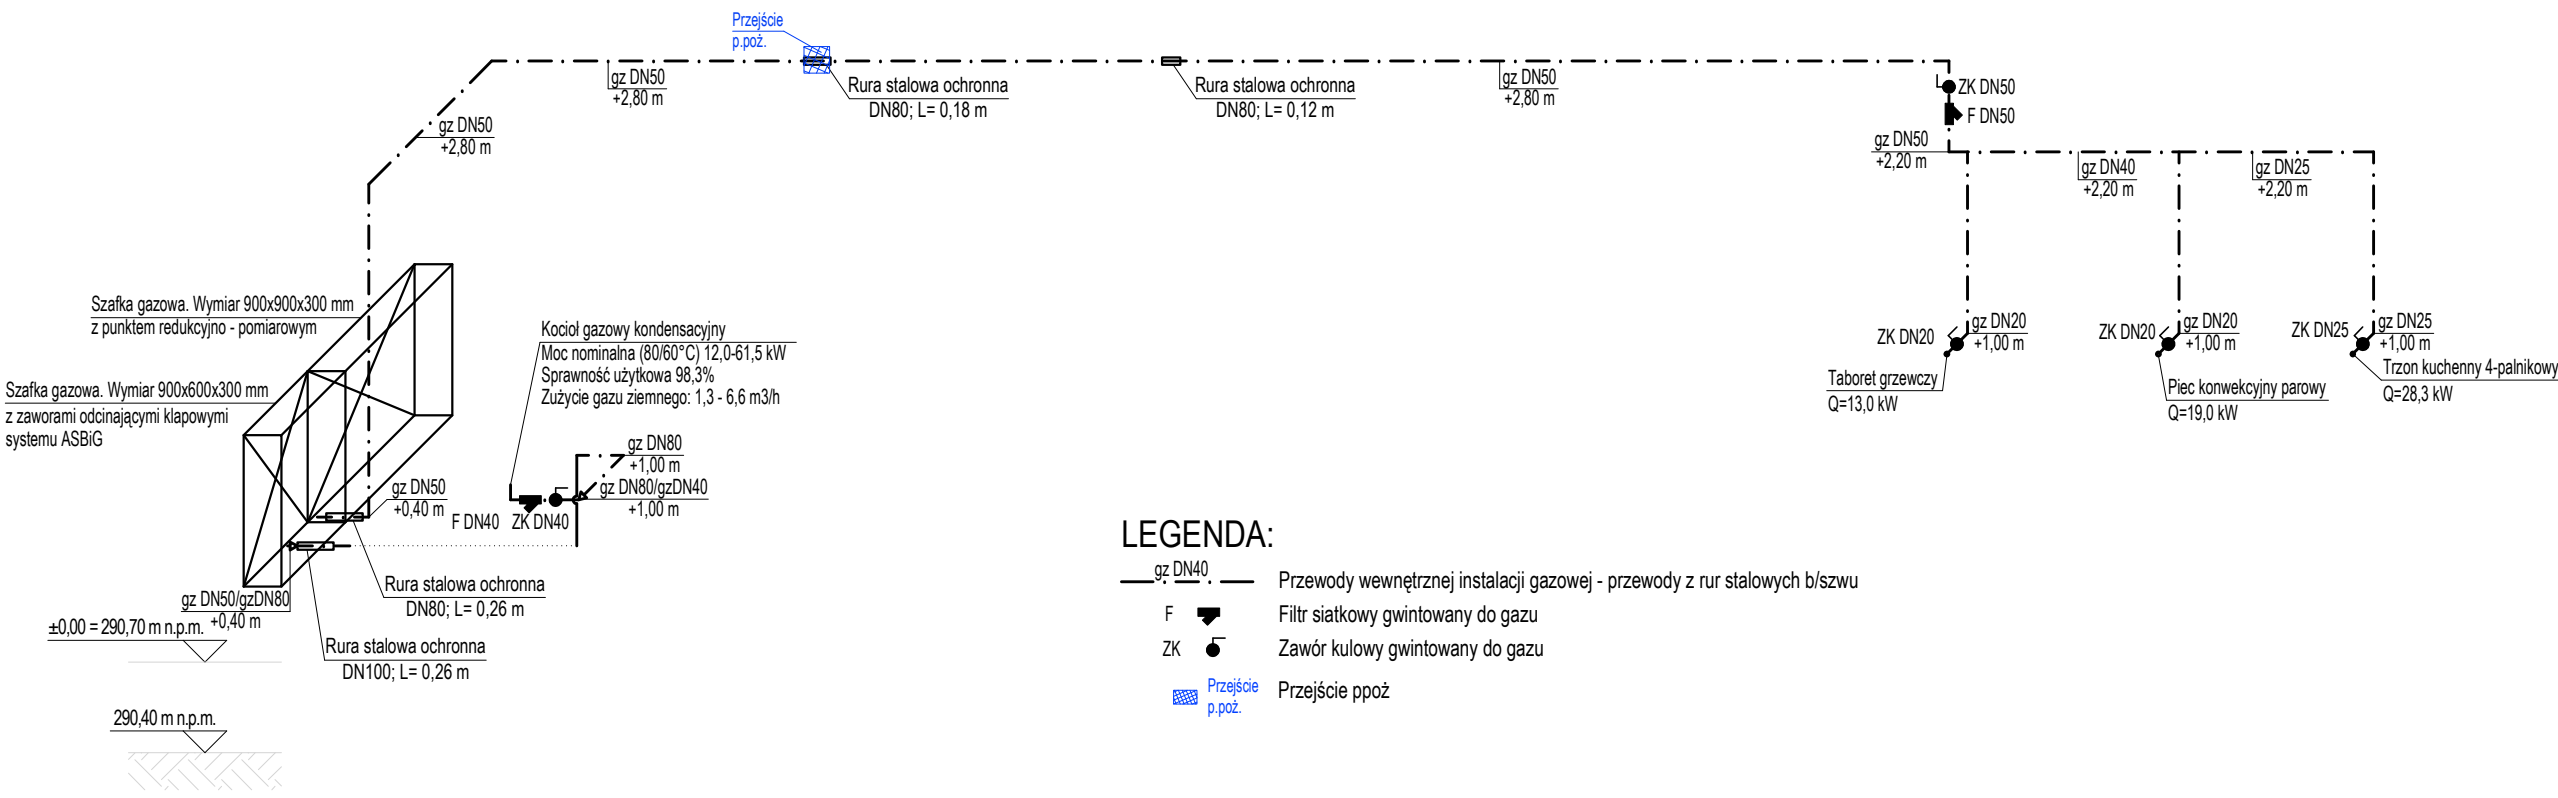 Przejście
p.poż.
gz DN50
+2,80 m
Rura stalowa ochronna
DN80; L= 0,18 m
Rura stalowa ochronna
DN80; L= 0,12 m
gz DN50
+2,80 m
ZK DN50
F DN50
gz DN50
+2,80 m
gz DN50
+2,20 m
gz DN40
+2,20 m
gz DN25
+2,20 m
Szafka gazowa. Wymiar 900x900x300 mm
z punktem redukcyjno - pomiarowym
Kocioł gazowy kondensacyjny
Moc nominalna (80/60°C) 12,0-61,5 kW
Sprawność użytkowa 98,3%
Zużycie gazu ziemnego: 1,3 - 6,6 m3/h
ZK DN20
gz DN20
+1,00 m
Taboret grzewczy
Q=13,0 kW
ZK DN20
gz DN20
+1,00 m
Piec konwekcyjny parowy
Q=19,0 kW
ZK DN25
gz DN25
+1,00 m
Trzon kuchenny 4-palnikowy
Q=28,3 kW
Szafka gazowa. Wymiar 900x600x300 mm
z zaworami odcinającymi klapowymi
systemu ASBiG
gz DN80
+1,00 m
gz DN80/gzDN40
+1,00 m
gz DN50
+0,40 m
F DN40
ZK DN40
Rura stalowa ochronna
DN80; L= 0,26 m
gz DN50/gzDN80
+0,40 m
±0,00 = 290,70 m n.p.m.
Rura stalowa ochronna
DN100; L= 0,26 m
290,40 m n.p.m.
LEGENDA:
gz DN40
Przewody wewnętrznej instalacji gazowej - przewody z rur stalowych b/szwu
F
Filtr siatkowy gwintowany do gazu
ZK
Zawór kulowy gwintowany do gazu
Przejście
p.poż.
Przejście ppoż